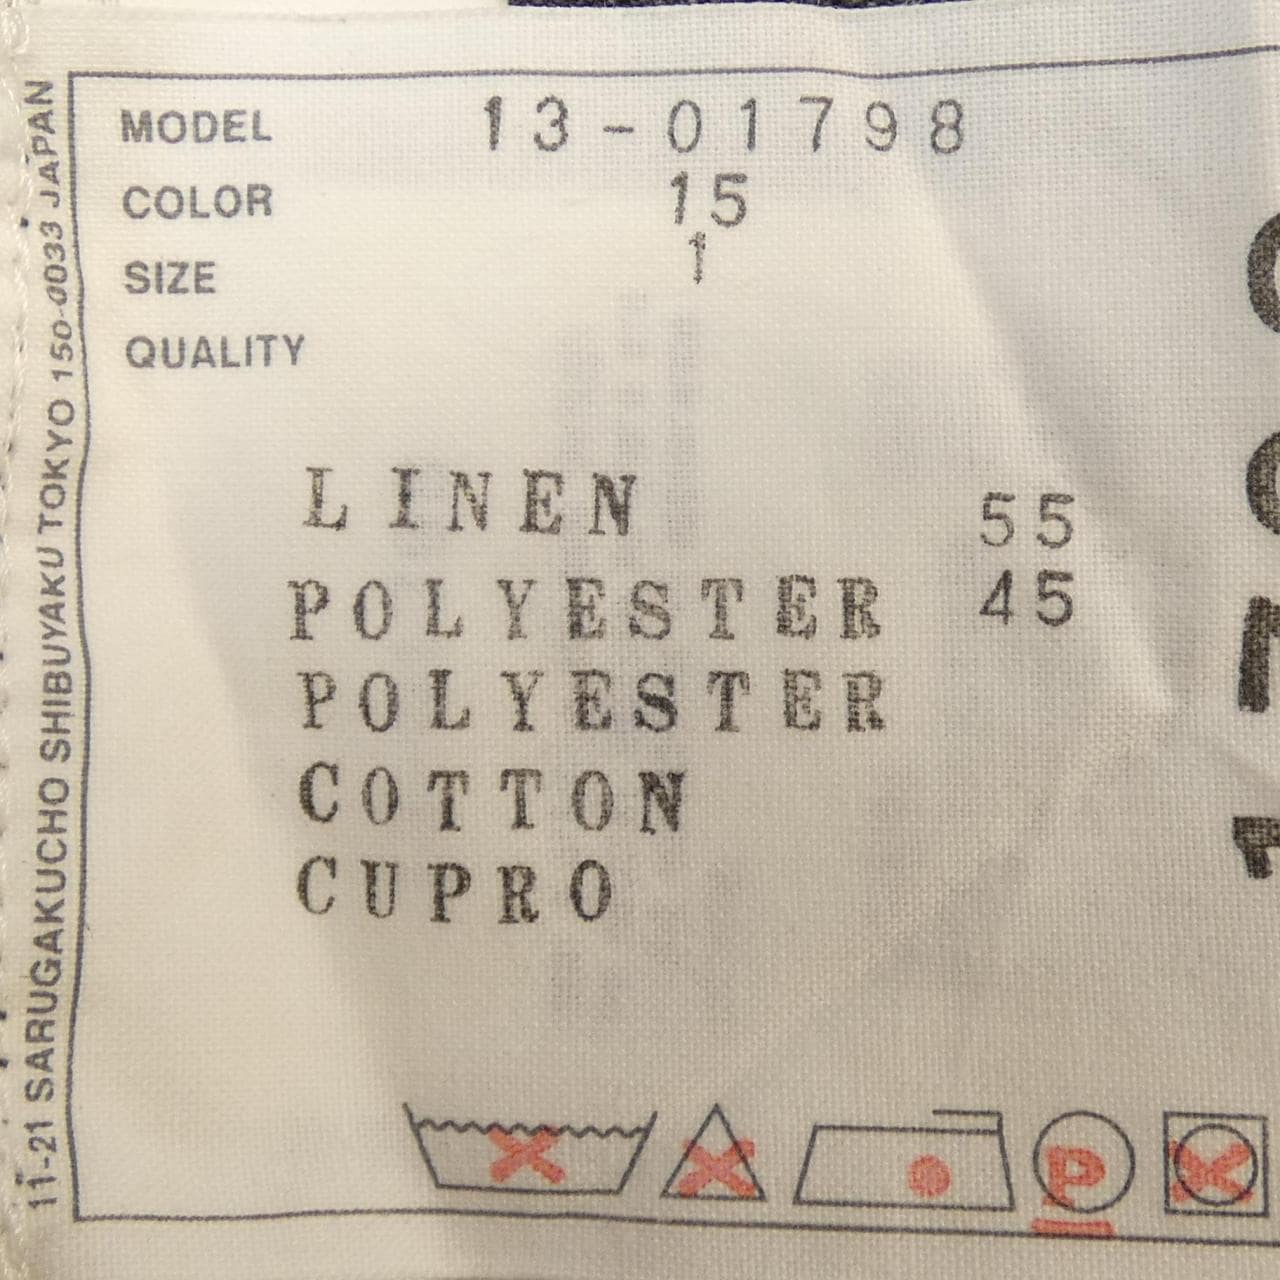 MODEL 13-01798
COLOR 15
SIZE 1
QUALITY
LINEN 55
POLYESTER 45
POLYESTER
COTTON
CUPRO
P
11-21 SARUGAKUCHO SHIBUYAKU TOKYO 150-0033 JAPAN